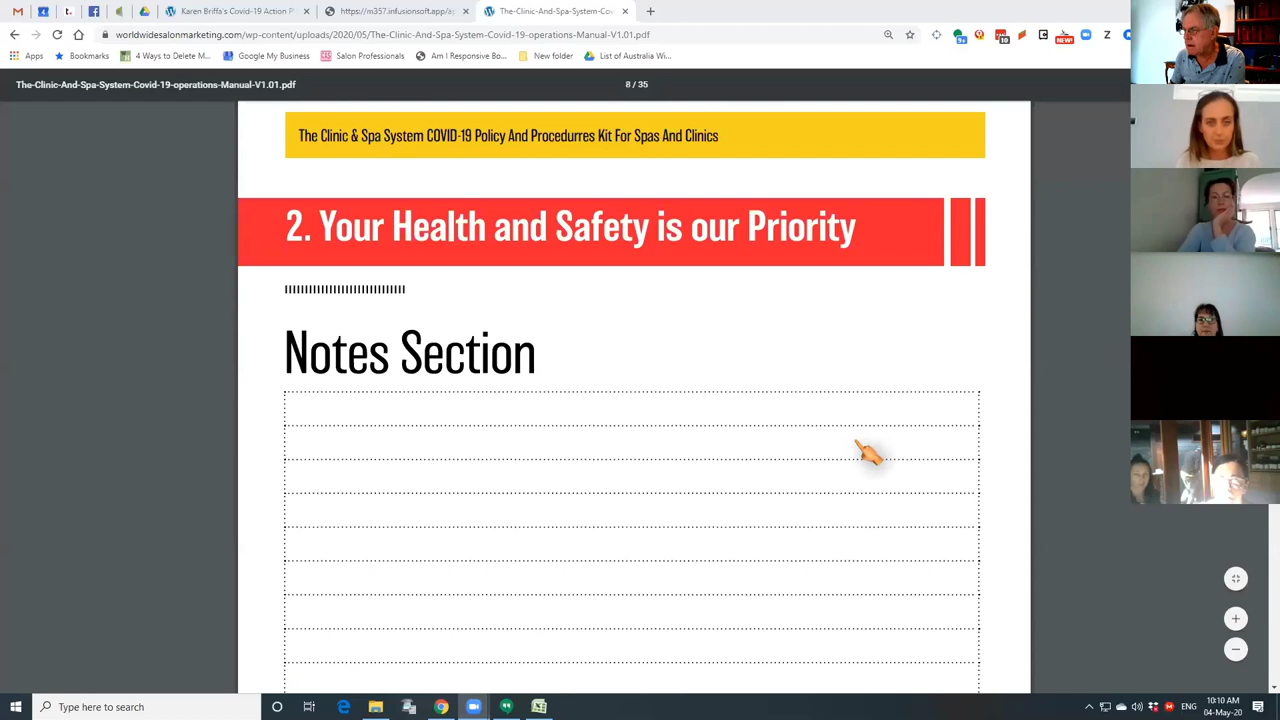 Karen Briffa's Covid-19 Action P
https://m357.infusionsoft.app/ap
The-Clinic-And-Spa-System-Cov
worldwidesalonmarketing.com/wp-content/uploads/2020/05/The-Clinic-And-Spa-System-Covid-19-operations-Manual-V1.01.pdf
Apps
Bookmarks
4 Ways to Delete M...
Google My Business
Salon Professionals
Am I Responsive Bo...
New folder
List of Australia Wi...
The-Clinic-And-Spa-System-Covid-19-operations-Manual-V1.01.pdf
8 / 35
The Clinic & Spa System COVID-19 Policy And Procedurres Kit For Spas And Clinics
2. Your Health and Safety is our Priority
Notes Section
Type here to search
ENG
10:10 AM
04-May-20